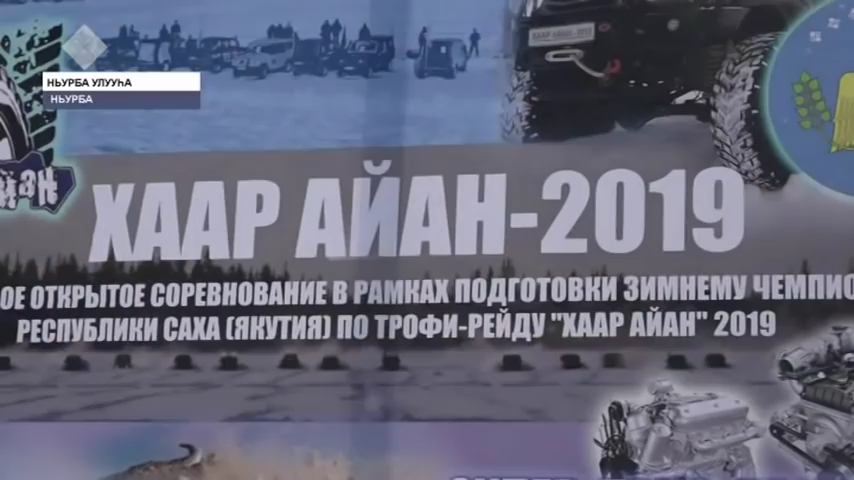 НЬУРБА УЛУУҺА
НЬУРБА
ХААР АЙАН-2019
ХААР АЙАН-2019
ОЕ ОТКРЫТОЕ СОРЕВНОВАНИЕ В РАМКАХ ПОДГОТОВКИ ЗИМНЕМУ ЧЕМПИО
РЕСПУБЛИКИ САХА (ЯКУТИЯ) ПО ТРОФИ-РЕЙДУ "ХААР АЙАН" 2019